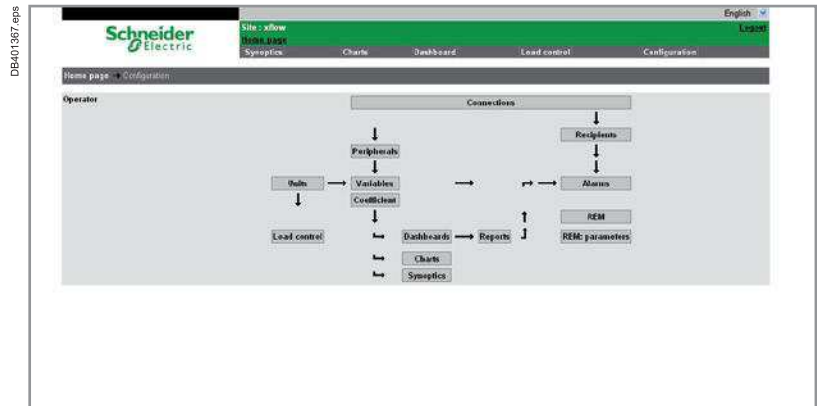 DB401367.eps
English
Schneider Electric
Site : xflow
Logout
Home page
Synoptics Charts Dashboard Load control Configuration
Home page Configuration
Operator
Connections
Recipients
Peripherals
Units Variables Alarms
Coefficient
REM
Load control Dashboards Reports REM: parameters
Charts
Synoptics